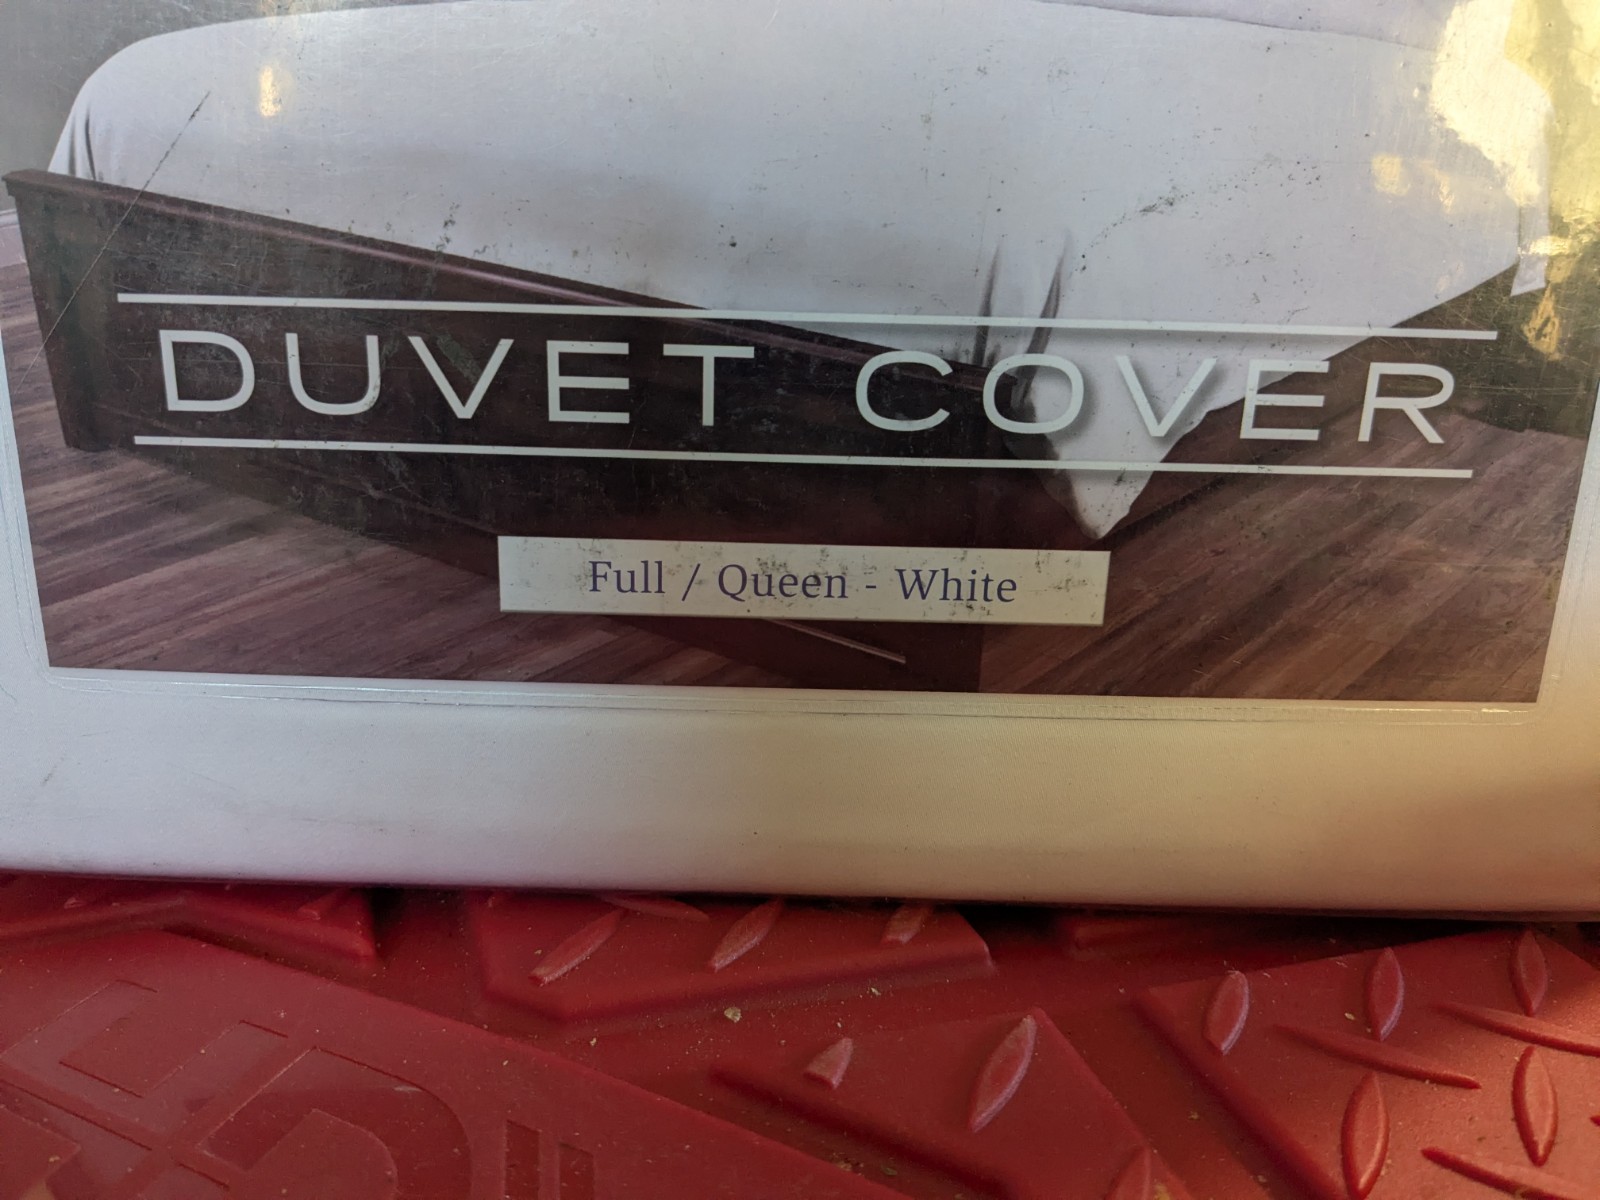 DUVET COVER
Full / Queen - White